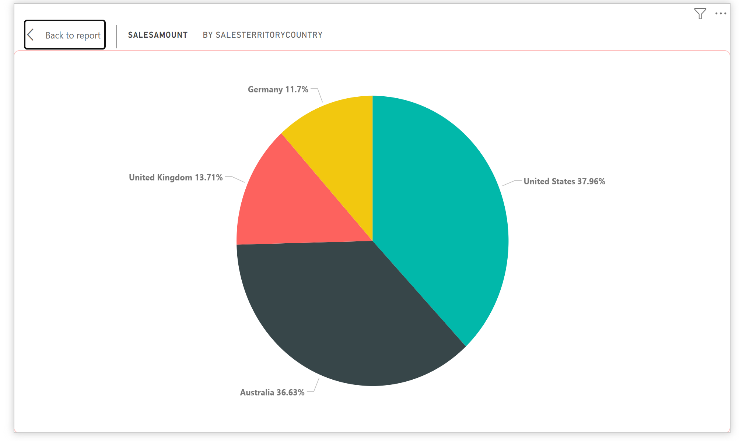 Back to report
SALESAMOUNT BY SALESTERRITORYCOUNTRY
Germany 11.7%
United Kingdom 13.71%
United States 37.96%
Australia 36.63%